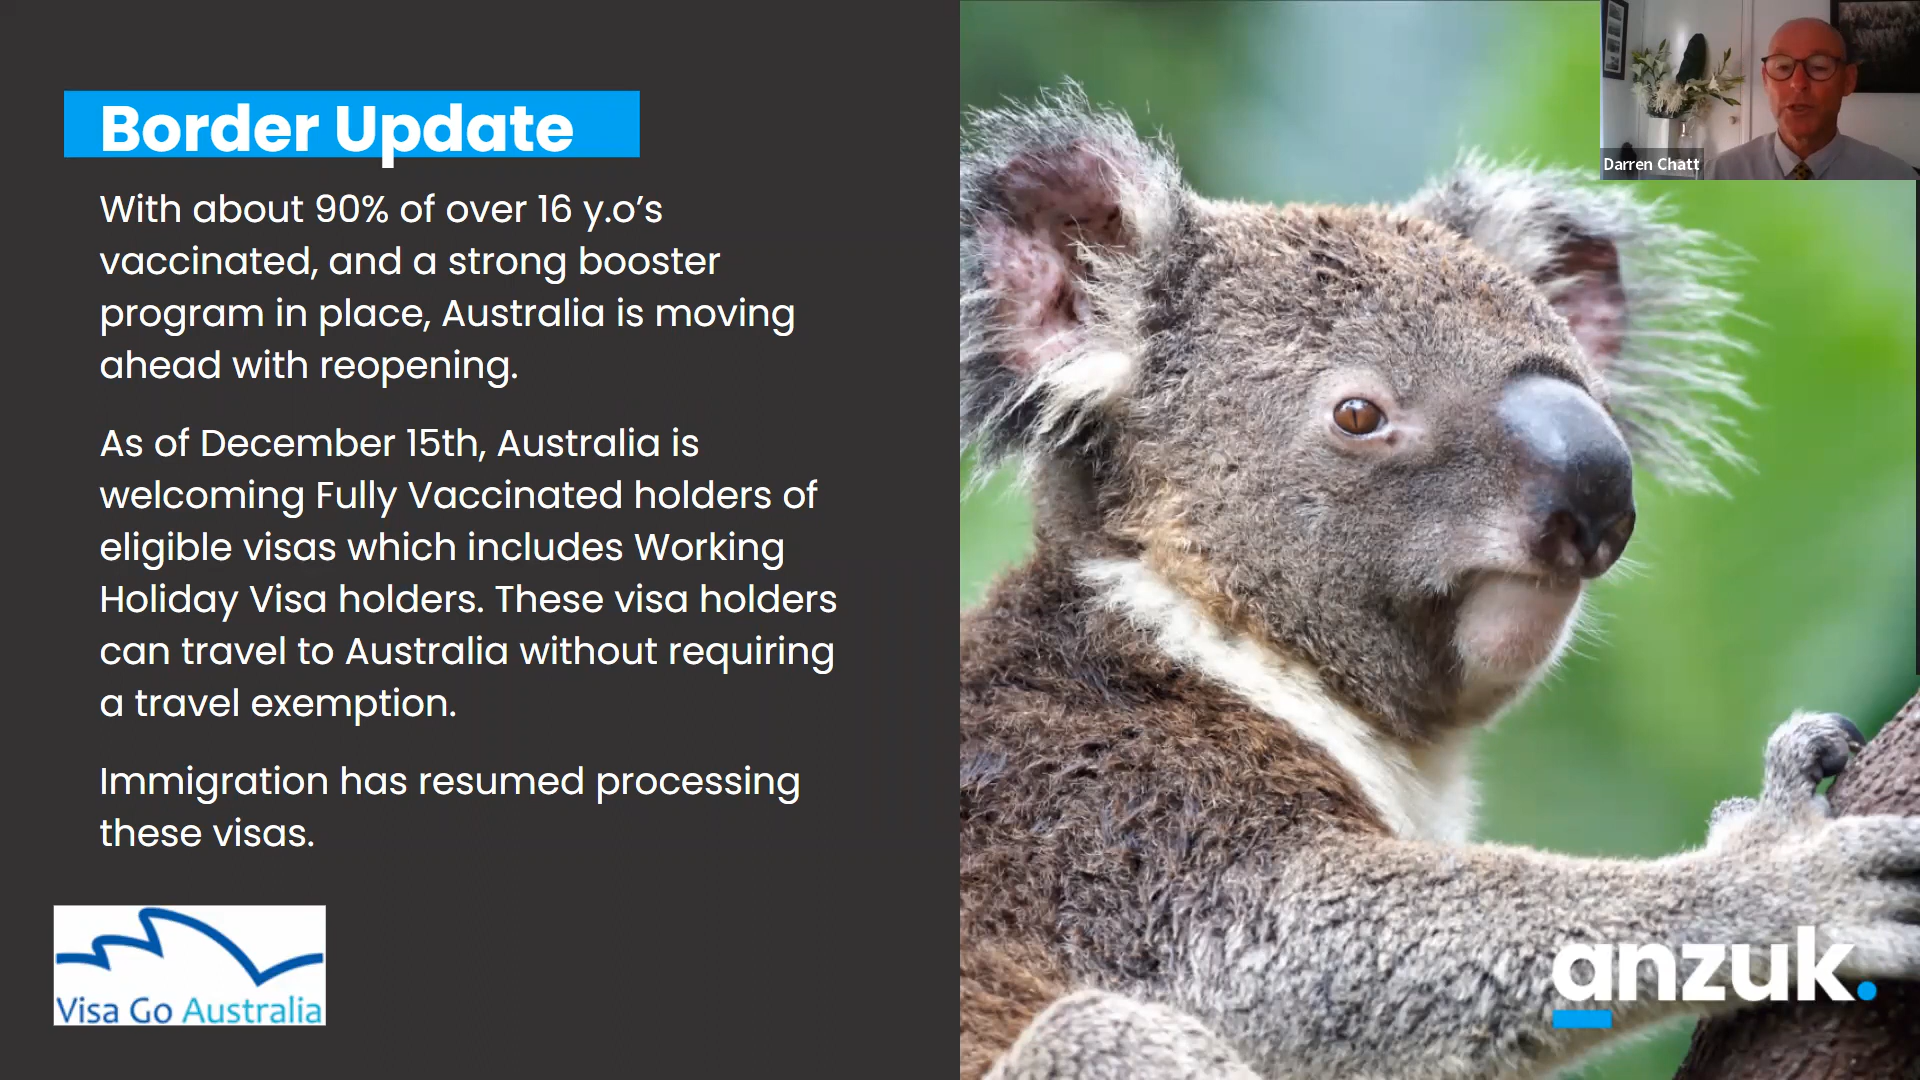 Border Update
With about 90% of over 16 y.o’s
vaccinated, and a strong booster
program in place, Australia is moving
ahead with reopening.
As of December 15th, Australia is
welcoming Fully Vaccinated holders of
eligible visas which includes Working
Holiday Visa holders. These visa holders
can travel to Australia without requiring
a travel exemption.
Immigration has resumed processing
these visas.
Visa Go Australia
Darren Chatt
anzuk.